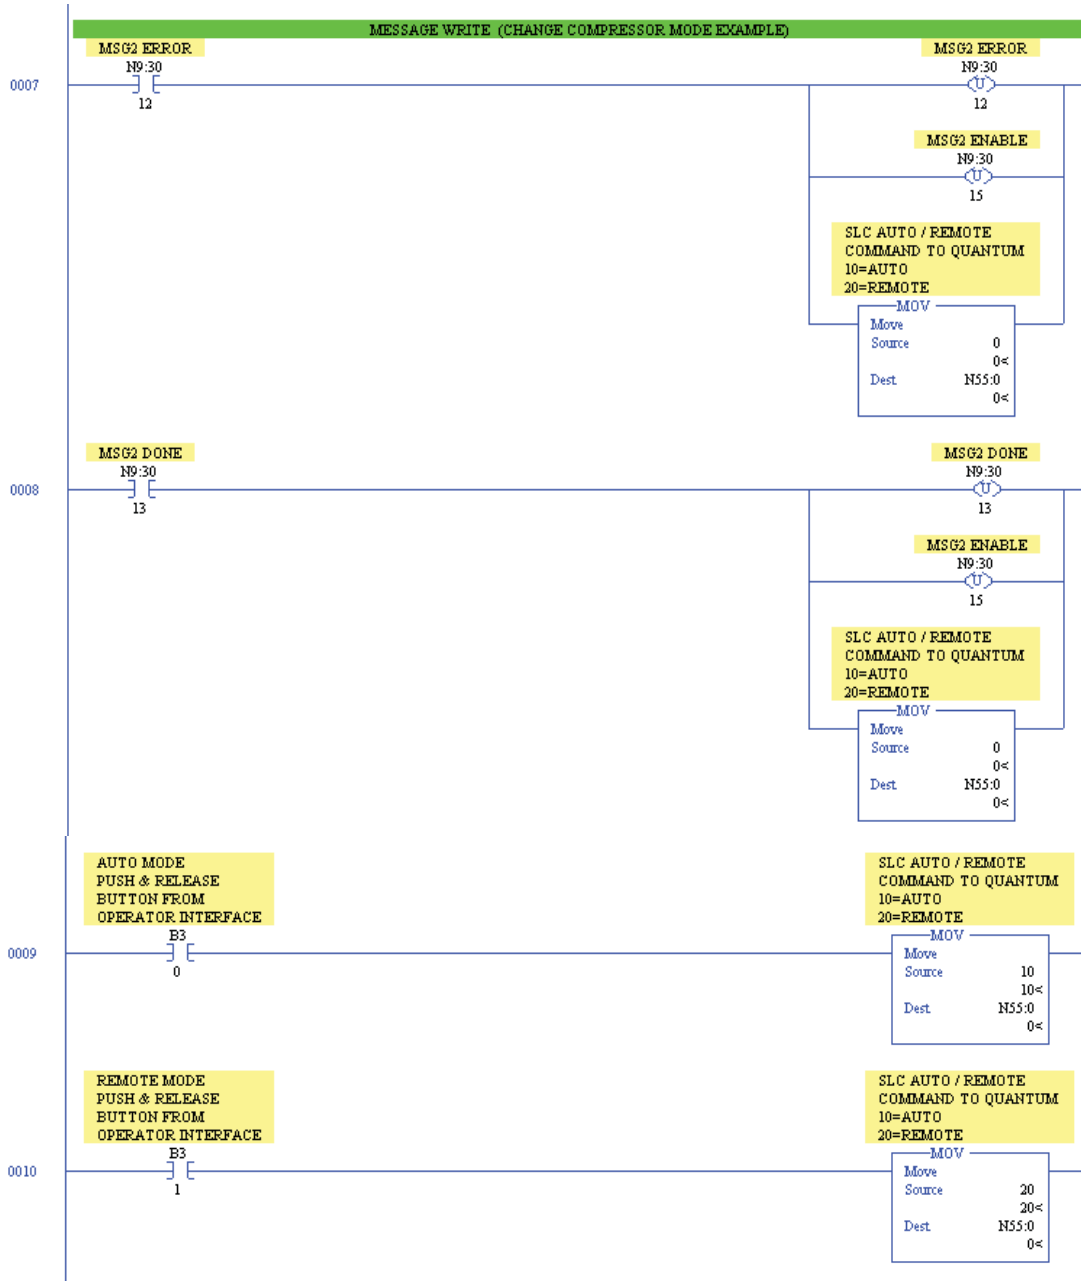 MESSAGE WRITE (CHANGE COMPRESSOR MODE EXAMPLE)
MSG2 ERROR
N9:30
12
0007
MSG2 ERROR
N9:30
U
12
MSG2 ENABLE
N9:30
U
15
SLC AUTO / REMOTE
COMMAND TO QUANTUM
10=AUTO
20=REMOTE
MOV
Move
Source 0
0<
Dest N55:0
0<
MSG2 DONE
N9:30
13
0008
MSG2 DONE
N9:30
U
13
MSG2 ENABLE
N9:30
U
15
SLC AUTO / REMOTE
COMMAND TO QUANTUM
10=AUTO
20=REMOTE
MOV
Move
Source 0
0<
Dest N55:0
0<
AUTO MODE
PUSH & RELEASE
BUTTON FROM
OPERATOR INTERFACE
B3
0
0009
SLC AUTO / REMOTE
COMMAND TO QUANTUM
10=AUTO
20=REMOTE
MOV
Move
Source 10
10<
Dest N55:0
0<
REMOTE MODE
PUSH & RELEASE
BUTTON FROM
OPERATOR INTERFACE
B3
1
0010
SLC AUTO / REMOTE
COMMAND TO QUANTUM
10=AUTO
20=REMOTE
MOV
Move
Source 20
20<
Dest N55:0
0<